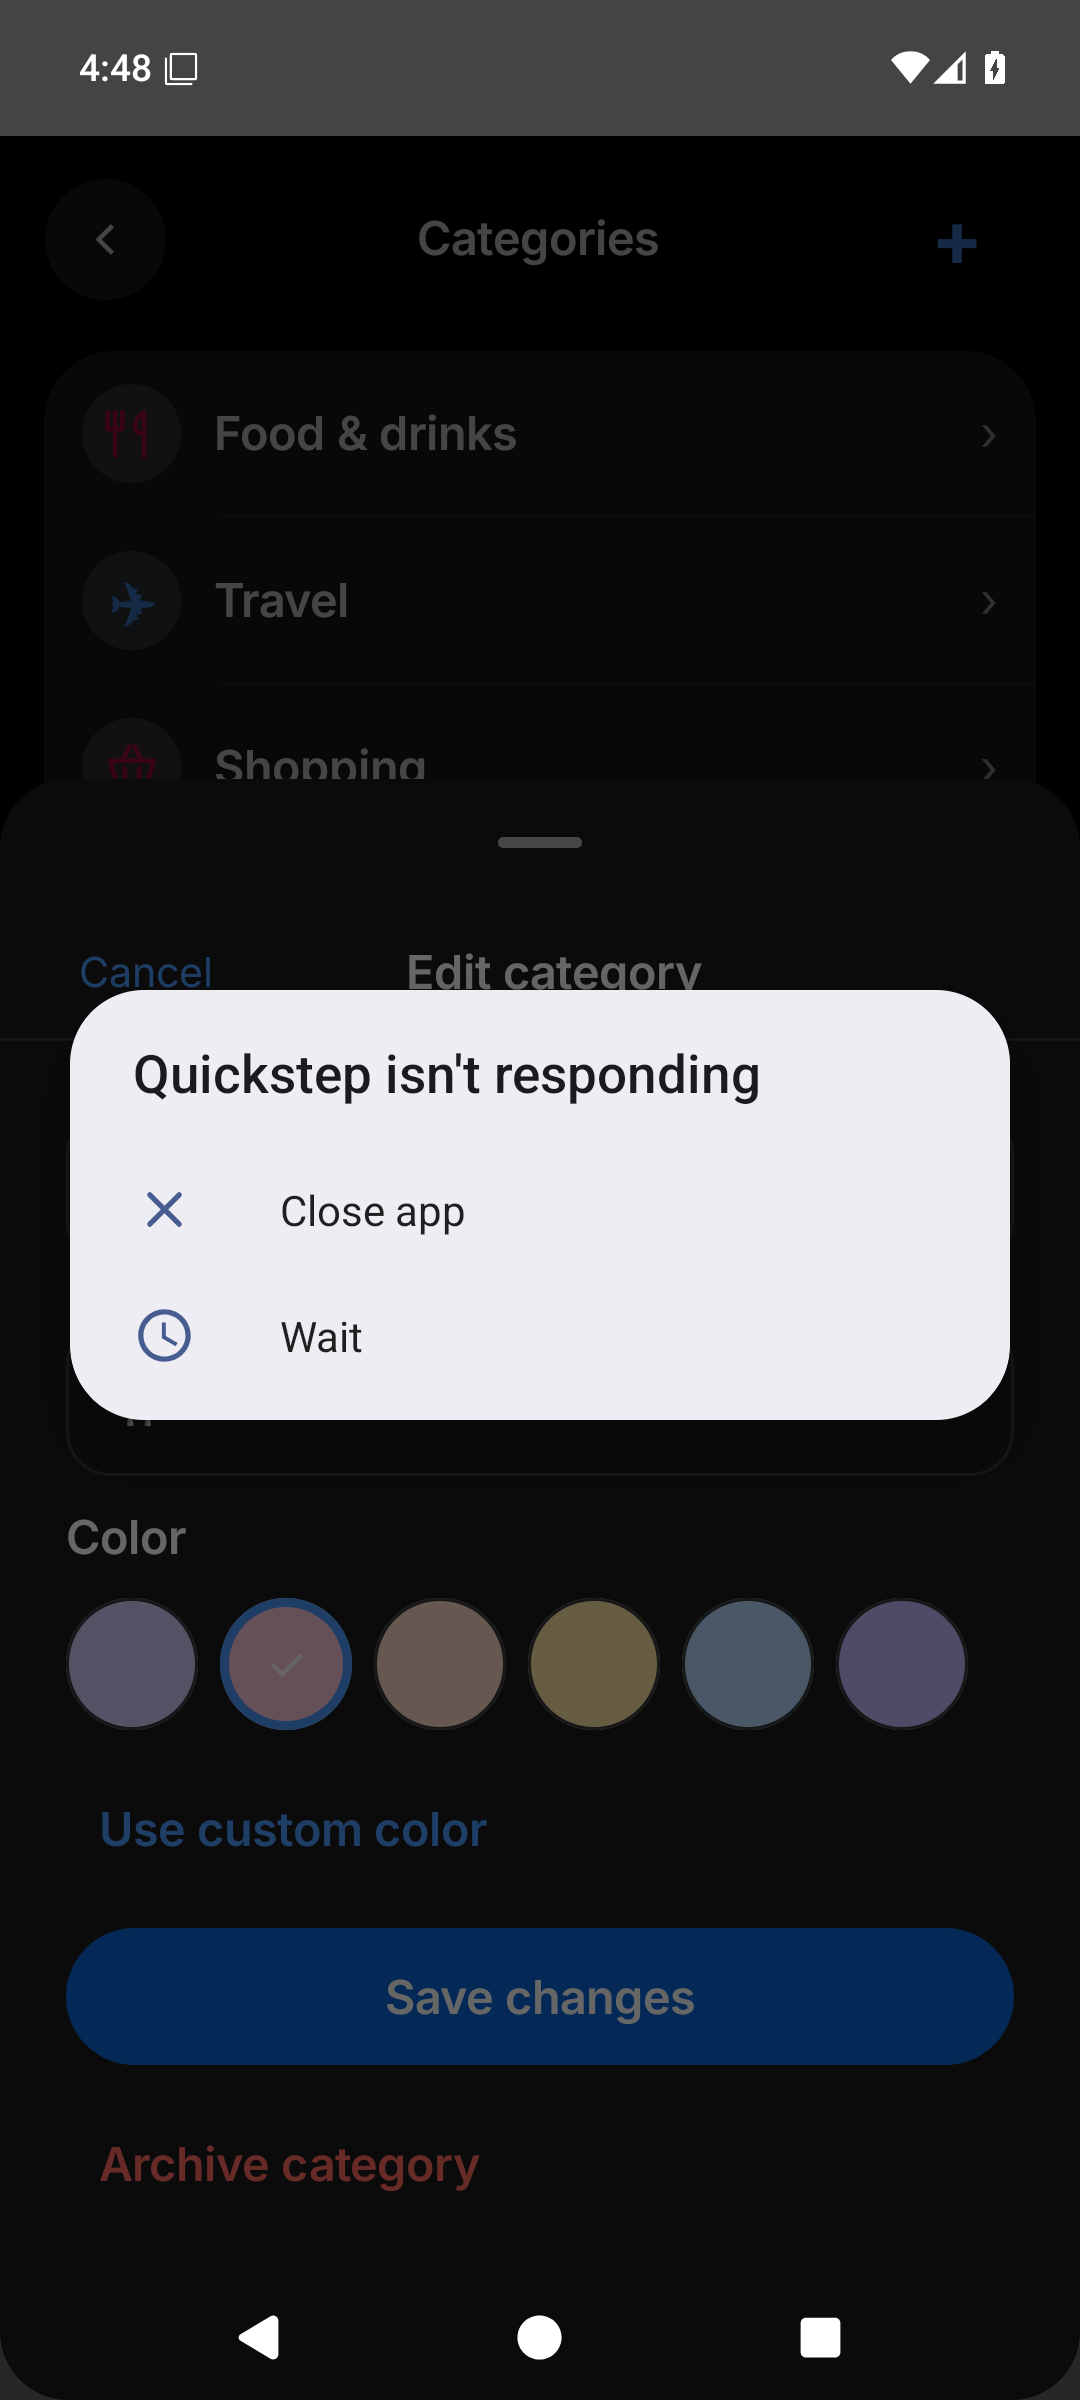 4:48
Categories
Food & drinks
Travel
Shopping
Cancel
Edit category
Quickstep isn't responding
Close app
Wait
Color
Use custom color
Save changes
Archive category